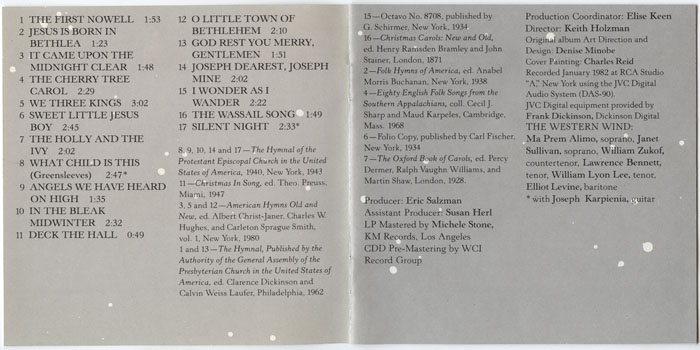 1 THE FIRST NOWELL 1:53
2 JESUS IS BORN IN
BETHLEA 1:23
3 IT CAME UPON THE
MIDNIGHT CLEAR 1:48
4 THE CHERRY TREE
CAROL 2:29
5 WE THREE KINGS 3:02
6 SWEET LITTLE JESUS
BOY 2:45
7 THE HOLLY AND THE
IVY 2:02
8 WHAT CHILD IS THIS
(Greensleeves) 2:47*
9 ANGELS WE HAVE HEARD
ON HIGH 1:35
10 IN THE BLEAK
MIDWINTER 2:32
11 DECK THE HALL 0:49
12 O LITTLE TOWN OF
BETHLEHEM 2:10
13 GOD REST YOU MERRY,
GENTLEMEN 1:51
14 JOSEPH DEAREST, JOSEPH
MINE 2:02
15 I WONDER AS I
WANDER 2:22
16 THE WASSAIL SONG 1:49
17 SILENT NIGHT 2:33*
8, 9, 10, 14 and 17—The Hymnal of the
Protestant Episcopal Church in the United
States of America, 1940, New York, 1943
11—Christmas In Song, ed. Theo. Preuss,
Miami, 1947
3, 5 and 12—American Hymns Old and
New, ed. Albert Christ-Janer, Charles W.
Hughes, and Carleton Sprague Smith,
vol. 1, New York, 1980
1 and 13—The Hymnal, Published by the
Authority of the General Assembly of the
Presbyterian Church in the United States of
America, ed. Clarence Dickinson and
Calvin Weiss Laufer, Philadelphia, 1962
15—Octavo No. 8708, published by
G. Schirmer, New York, 1934.
16—Christmas Carols: New and Old,
ed. Henry Ramsden Bramley and John
Stainer, London, 1871
2—Folk Hymns of America, ed. Anabel
Morris Buchanan, New York, 1938
4—Eighty English Folk Songs from the
Southern Appalachians, coll. Cecil J.
Sharp and Maud Karpeles, Cambridge,
Mass. 1968
6—Folio Copy, published by Carl Fischer,
New York, 1934
7—The Oxford Book of Carols, ed. Percy
Dermer, Ralph Vaughn Williams, and
Martin Shaw, London, 1928.
Producer: Eric Salzman
Assistant Producer: Susan Herl
LP Mastered by Michele Stone,
KM Records, Los Angeles
CDD Pre-Mastering by WCI
Record Group
Production Coordinator: Elise Keen
Director: Keith Holzman
Original album Art Direction and
Design: Denise Minobe
Cover Painting: Charles Reid
Recorded January 1982 at RCA Studio
"A," New York using the JVC Digital
Audio System (DAS-90).
JVC Digital equipment provided by
Frank Dickinson, Dickinson Digital
THE WESTERN WIND:
Ma Prem Alimo, soprano, Janet
Sullivan, soprano, William Zukof,
countertenor, Lawrence Bennett,
tenor, William Lyon Lee, tenor,
Elliot Levine, baritone
* with Joseph Karpienia, guitar